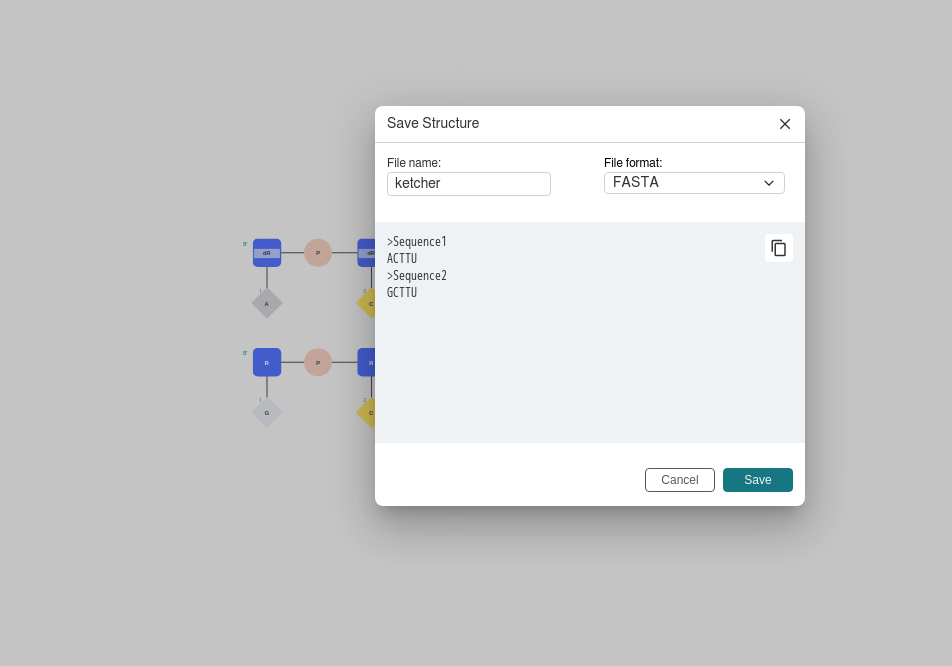 Save Structure
File name:
File format:
ketcher
FASTA
>Sequence1
ACTTU
>Sequence2
GCTTU
Cancel
Save
5'
dR
P
dR
1
2
A
C
5'
R
P
R
1
2
G
C